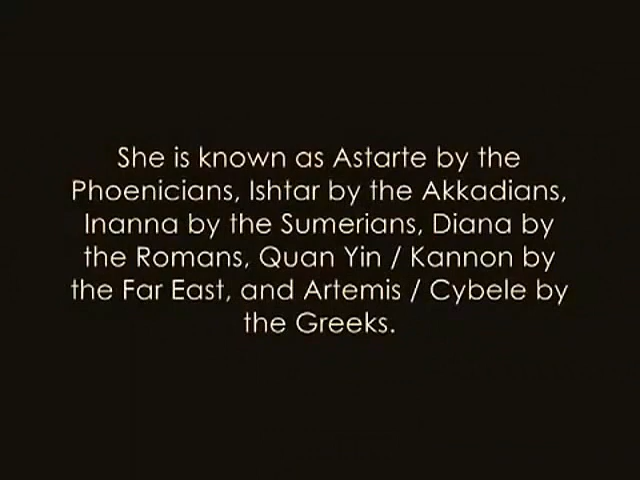 She is known as Astarte by the
Phoenicians, Ishtar by the Akkadians,
Inanna by the Sumerians, Diana by
the Romans, Quan Yin / Kannon by
the Far East, and Artemis / Cybele by
the Greeks.